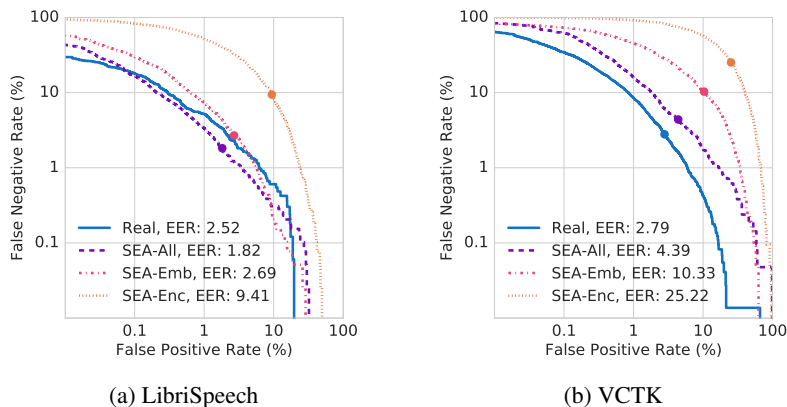 100
10
1
0.1
False Negative Rate (%)
Real, EER: 2.52
SEA-All, EER: 1.82
SEA-Emb, EER: 2.69
SEA-Enc, EER: 9.41
0.1 1 10 100
False Positive Rate (%)
(a) LibriSpeech
100
10
1
0.1
False Negative Rate (%)
Real, EER: 2.79
SEA-All, EER: 4.39
SEA-Emb, EER: 10.33
SEA-Enc, EER: 25.22
0.1 1 10 100
False Positive Rate (%)
(b) VCTK